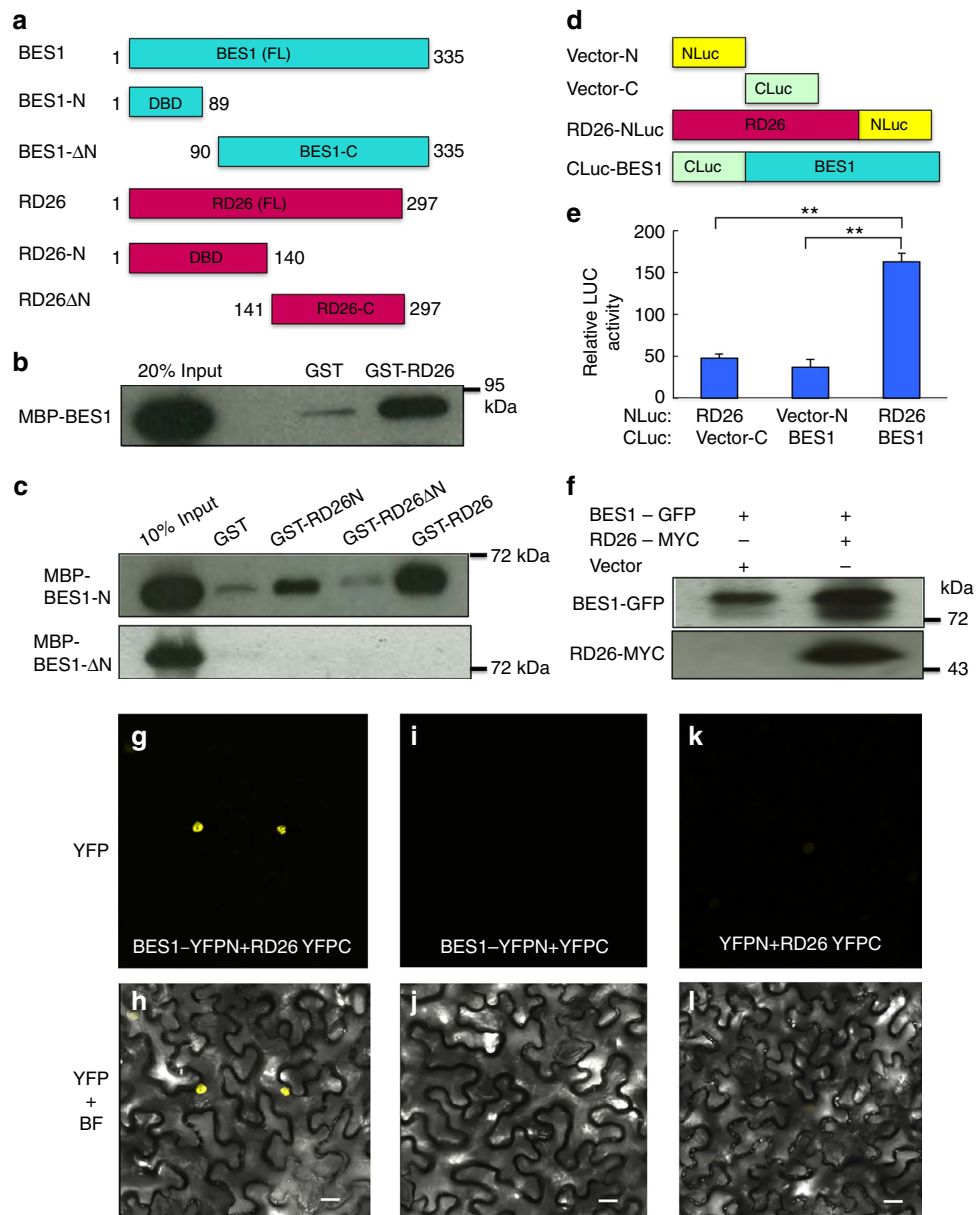 a
BES1 1 BES1 (FL) 335
BES1-N 1 DBD 89
BES1-ΔN 90 BES1-C 335
RD26 1 RD26 (FL) 297
RD26-N 1 DBD 140
RD26ΔN 141 RD26-C 297
b
20% Input GST GST-RD26
MBP-BES1
95
kDa
c
10% Input GST GST-RD26N GST-RD26ΔN GST-RD26
MBP-
BES1-N
72 kDa
MBP-
BES1-ΔN
72 kDa
d
Vector-N NLuc
Vector-C CLuc
RD26-NLuc RD26 NLuc
CLuc-BES1 CLuc BES1
e
** 
**
Relative LUC
activity
200
150
100
50
0
NLuc: RD26 Vector-N RD26
CLuc: Vector-C BES1 BES1
f
BES1 – GFP + +
RD26 – MYC – +
Vector + –
kDa
BES1-GFP
72
RD26-MYC
43
YFP
g
BES1–YFPN+RD26 YFPC
i
BES1–YFPN+YFPC
k
YFPN+RD26 YFPC
YFP
+
BF
h
j
l